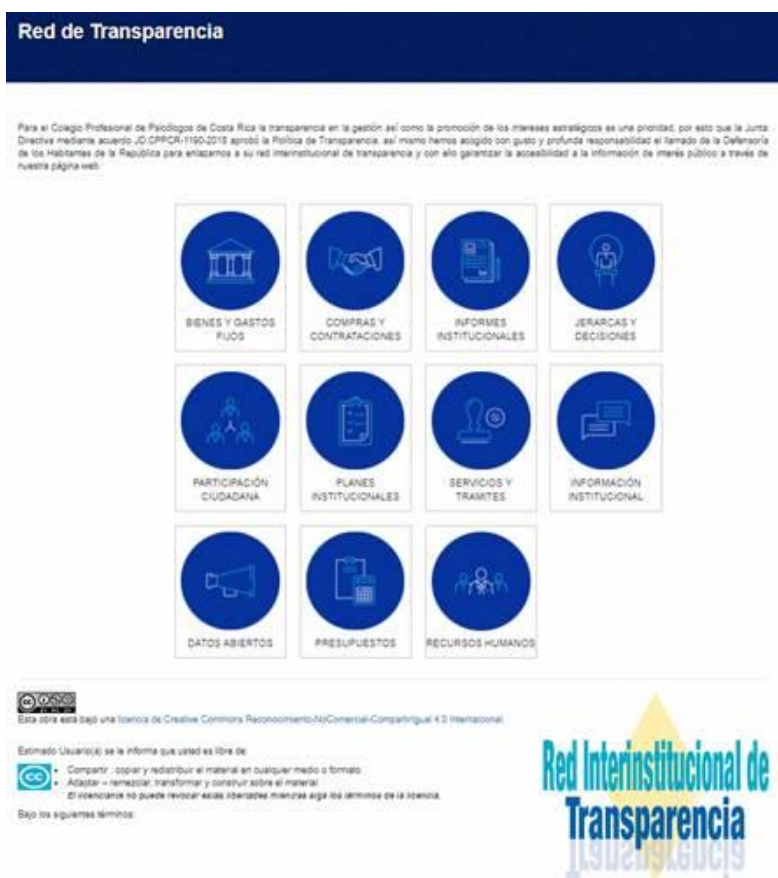 Red de Transparencia
Para el Colegio Profesional de Psicólogos de Costa Rica la transparencia en la gestión así como la promoción de los intereses estratégicos es una prioridad, por esto que la Junta
Directiva mediante acuerdo JD.CPPCR-1190-2018 aprobó la Política de Transparencia, así mismo hemos acogido con gusto y profunda responsabilidad el llamado de la Defensoría
de los Habitantes de la República para enlazarnos a su red interinstitucional de transparencia y con ello garantizar la accesibilidad a la información de interés público a través de
nuestra página web.
BIENES Y GASTOS
FIJOS
COMPRAS Y
CONTRATACIONES
INFORMES
INSTITUCIONALES
JERARCAS Y
DECISIONES
PARTICIPACIÓN
CIUDADANA
PLANES
INSTITUCIONALES
SERVICIOS Y
TRAMITES
INFORMACIÓN
INSTITUCIONAL
DATOS ABIERTOS
PRESUPUESTOS
RECURSOS HUMANOS
Esta obra está bajo una licencia de Creative Commons Reconocimiento-NoComercial-CompartirIgual 4.0 Internacional.
Estimado Usuario(a) se le informa que usted es libre de:
cc
• Compartir : copiar y redistribuir el material en cualquier medio o formato
• Adaptar – remezclar, transformar y construir sobre el material
El licenciante no puede revocar estas libertades mientras siga los términos de la licencia.
Bajo los siguientes términos:
Red Interinstitucional de
Transparencia